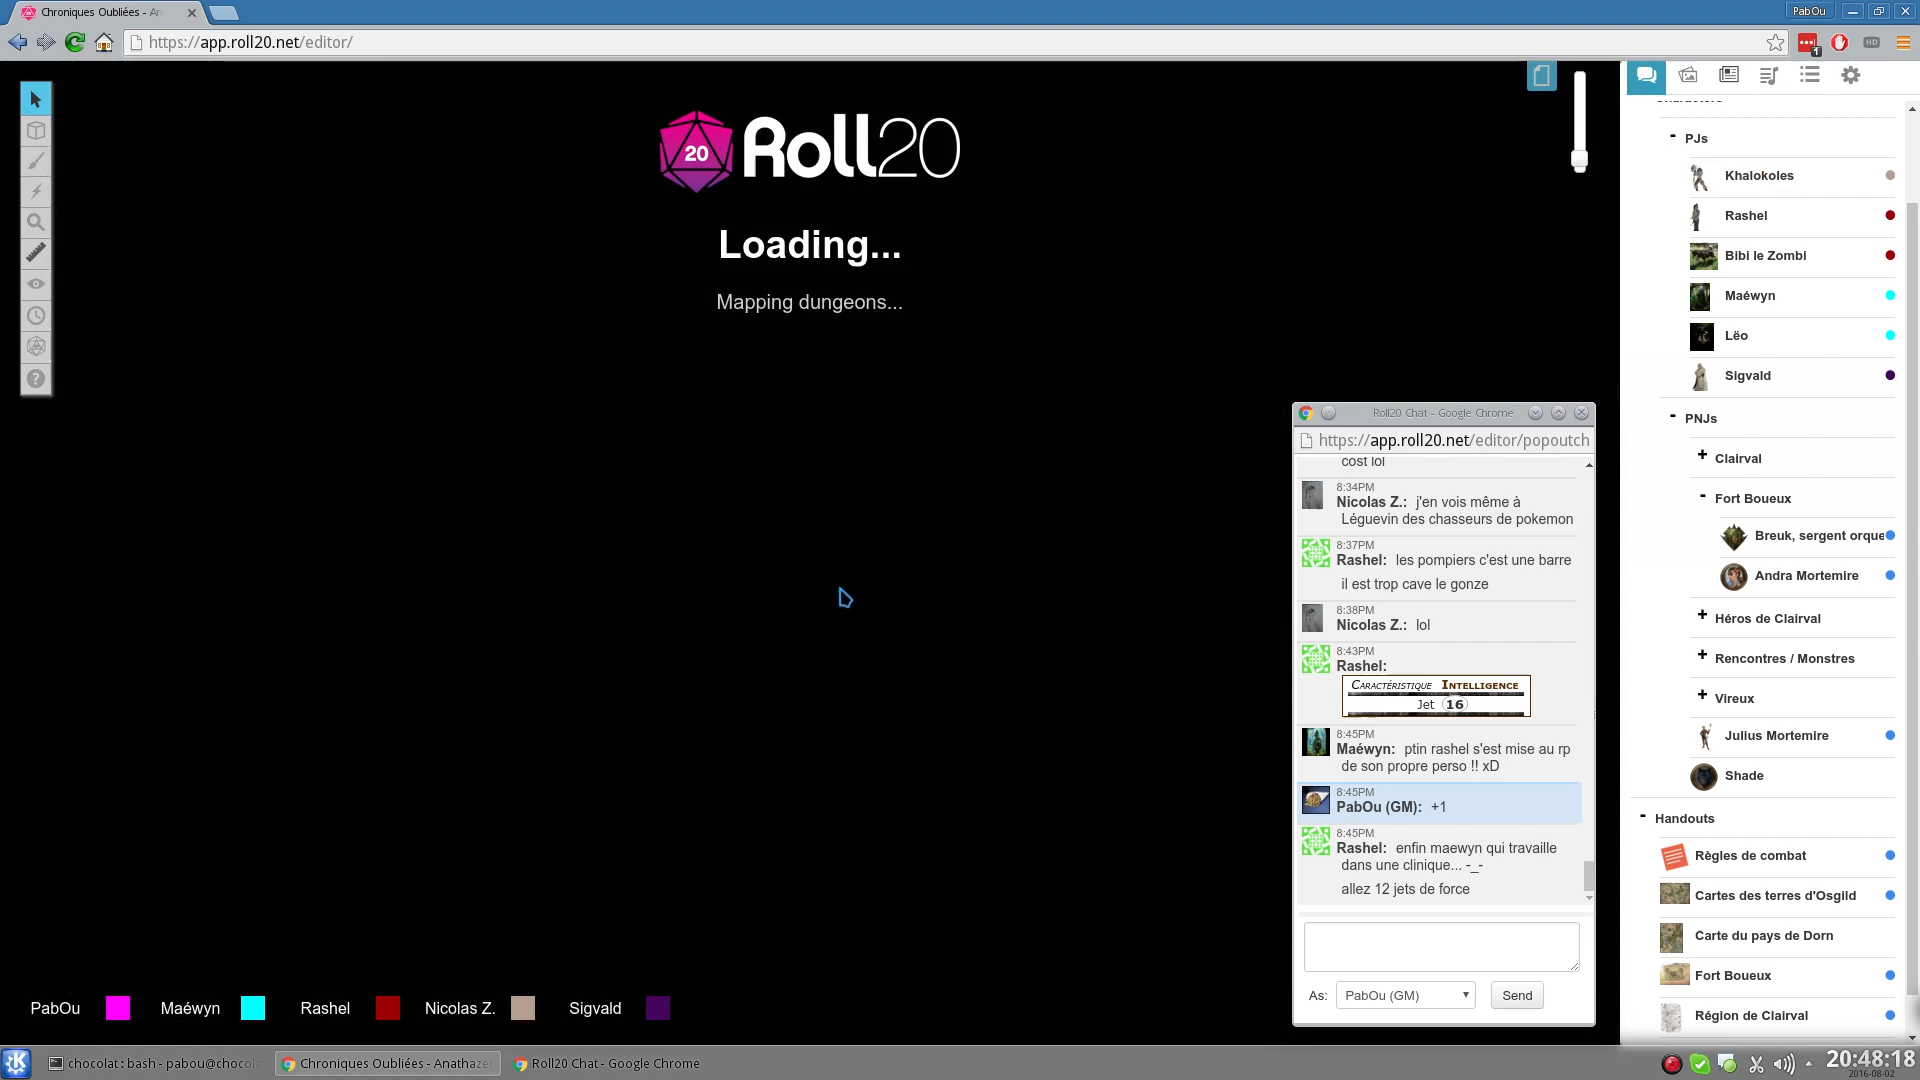 Chroniques Oubliées - An
PabOu
https://app.roll20.net/editor/
1
HD
20
Roll20
Loading...
Mapping dungeons...
PJs
Khalokoles
Rashel
Bibi le Zombi
Maéwyn
Lëo
Sigvald
PNJs
Clairval
Fort Boueux
Breuk, sergent orque
Andra Mortemire
Héros de Clairval
Rencontres / Monstres
Vireux
Julius Mortemire
Shade
Handouts
Règles de combat
Cartes des terres d'Osgild
Carte du pays de Dorn
Fort Boueux
Région de Clairval
Roll20 Chat - Google Chrome
https://app.roll20.net/editor/popoutch
cost lol
8:34PM
Nicolas Z.: j'en vois même à
Léguevin des chasseurs de pokemon
8:37PM
Rashel: les pompiers c'est une barre
il est trop cave le gonze
8:38PM
Nicolas Z.: lol
8:43PM
Rashel:
Caractéristique Intelligence
Jet 16
8:45PM
Maéwyn: ptin rashel s'est mise au rp
de son propre perso !! xD
8:45PM
PabOu (GM): +1
8:45PM
Rashel: enfin maewyn qui travaille
dans une clinique... -_-
allez 12 jets de force
As: PabOu (GM) Send
PabOu Maéwyn Rashel Nicolas Z. Sigvald
chocolat : bash - pabou@chocol
Chroniques Oubliées - Anathaze
Roll20 Chat - Google Chrome
20:48:18
2016-08-02